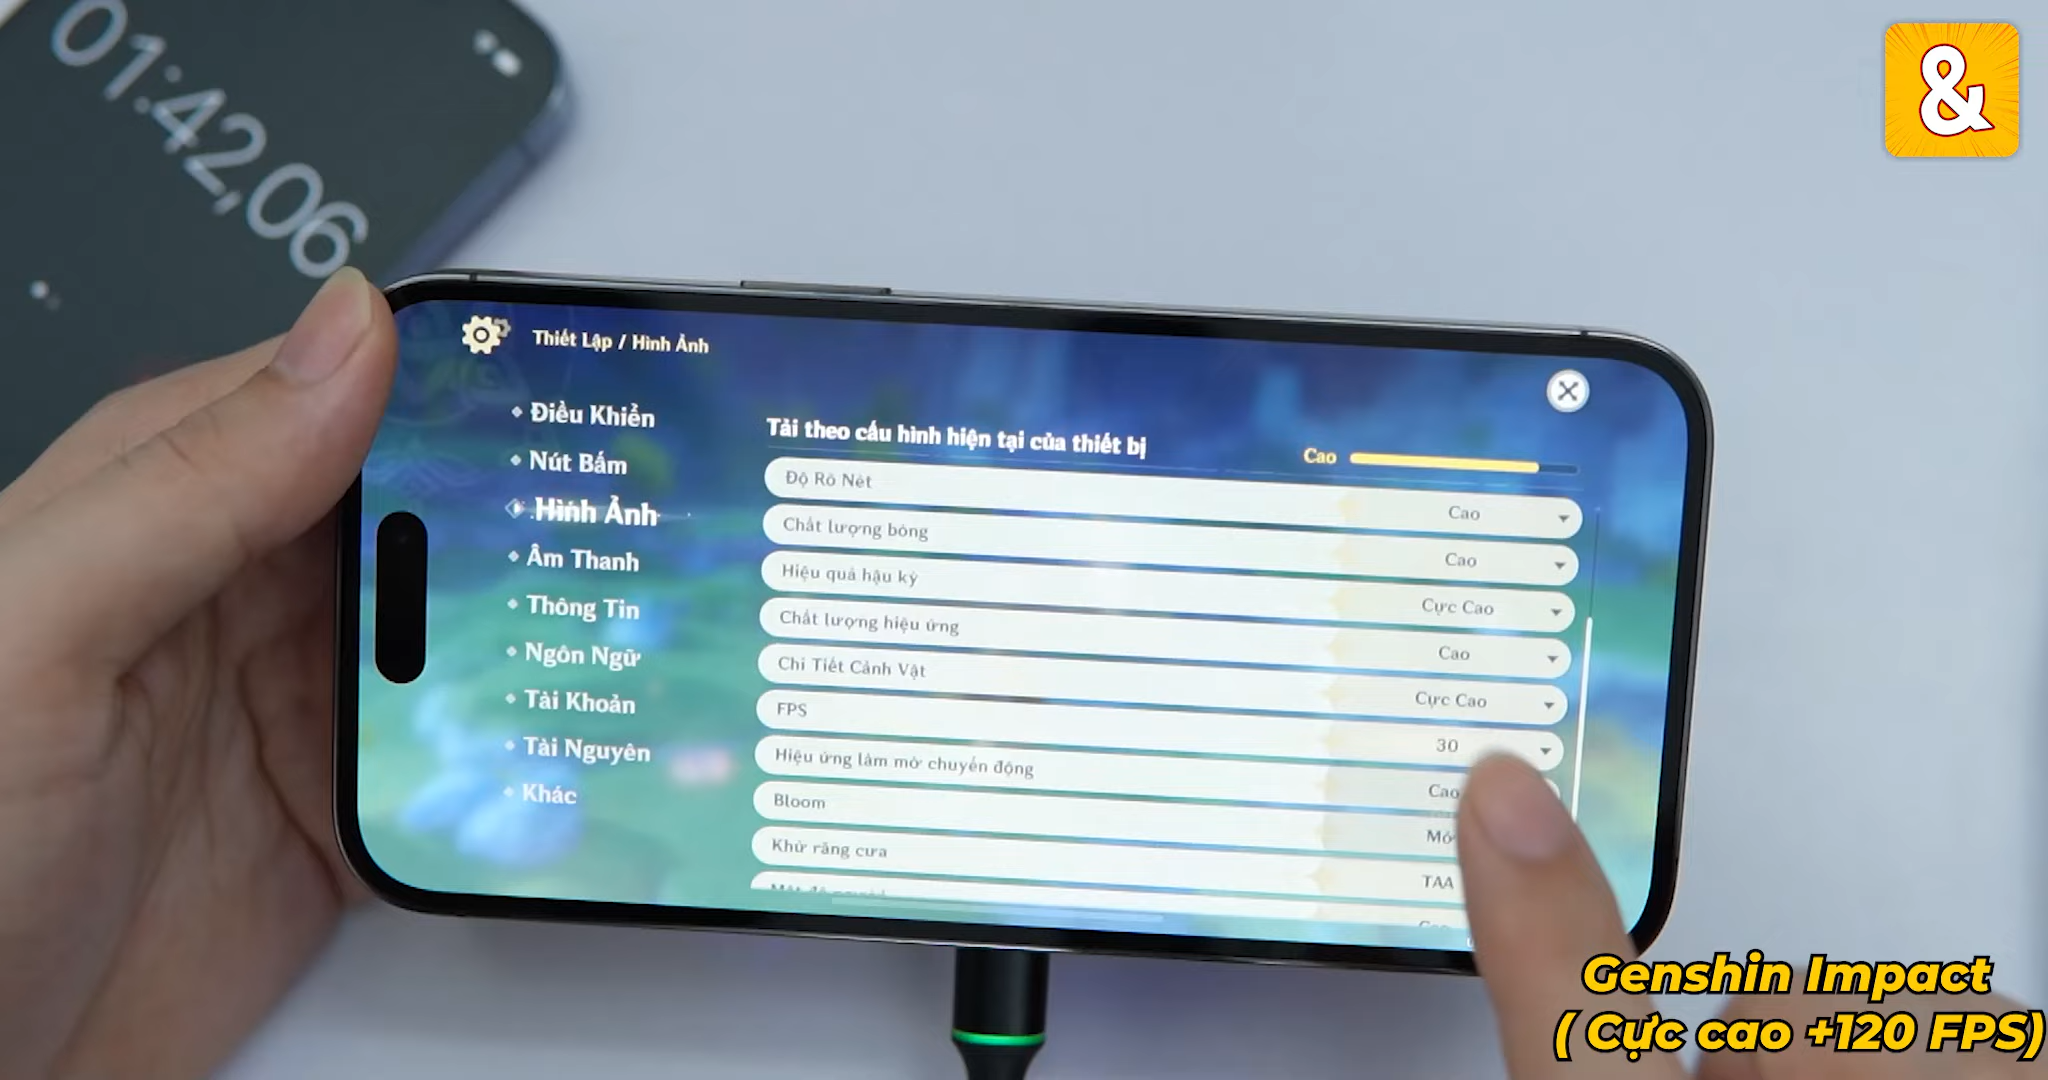 01:42,06
&
Thiết Lập / Hình Ảnh
Điều Khiển
Nút Bấm
Hình Ảnh
Âm Thanh
Thông Tin
Ngôn Ngữ
Tài Khoản
Tài Nguyên
Khác
Tải theo cấu hình hiện tại của thiết bị
Cao
Độ Rõ Nét
Cao
Chất lượng bóng
Cao
Hiệu quả hậu kỳ
Cực Cao
Chất lượng hiệu ứng
Cao
Chi Tiết Cảnh Vật
Cực Cao
FPS
30
Hiệu ứng làm mờ chuyển động
Cao
Bloom
Mở
Khử răng cưa
TAA
Genshin Impact
( Cực cao +120 FPS)